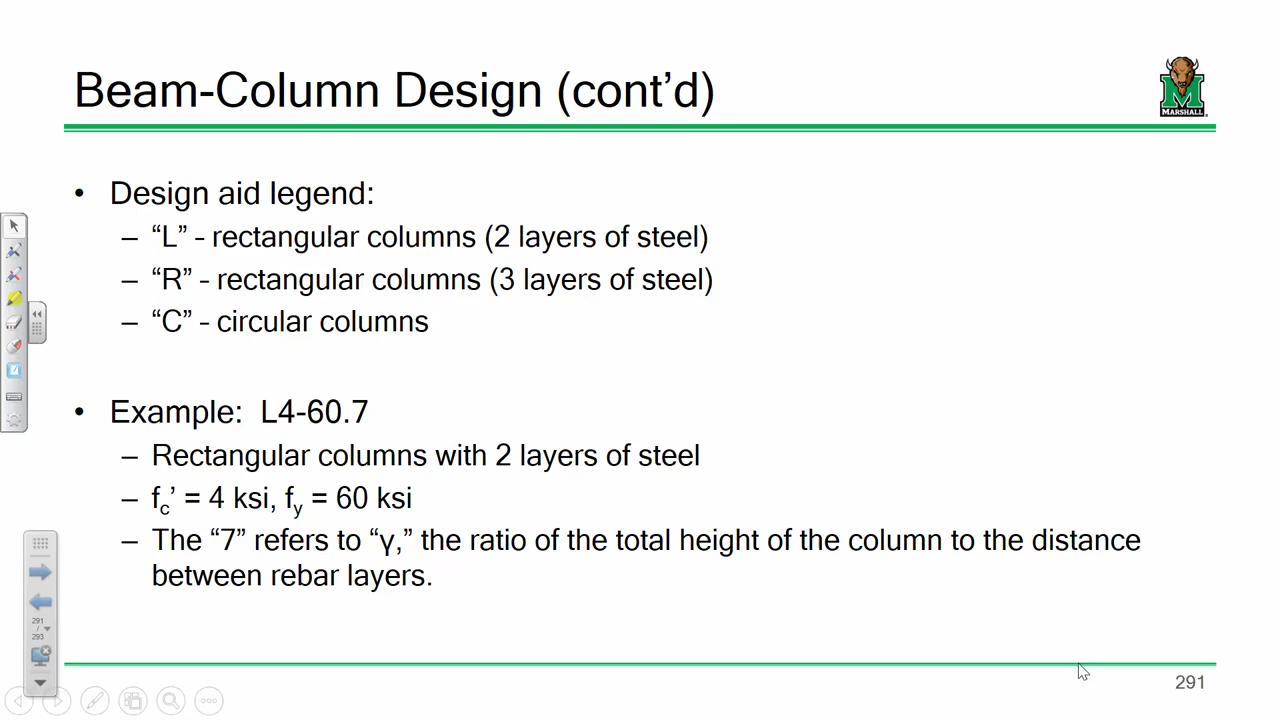 Beam-Column Design (cont’d)
MARSHALL
• Design aid legend:
– “L” - rectangular columns (2 layers of steel)
– “R” - rectangular columns (3 layers of steel)
– “C” - circular columns
• Example: L4-60.7
– Rectangular columns with 2 layers of steel
– fc’ = 4 ksi, fy = 60 ksi
– The “7” refers to “γ,” the ratio of the total height of the column to the distance
between rebar layers.
291
/
293
291